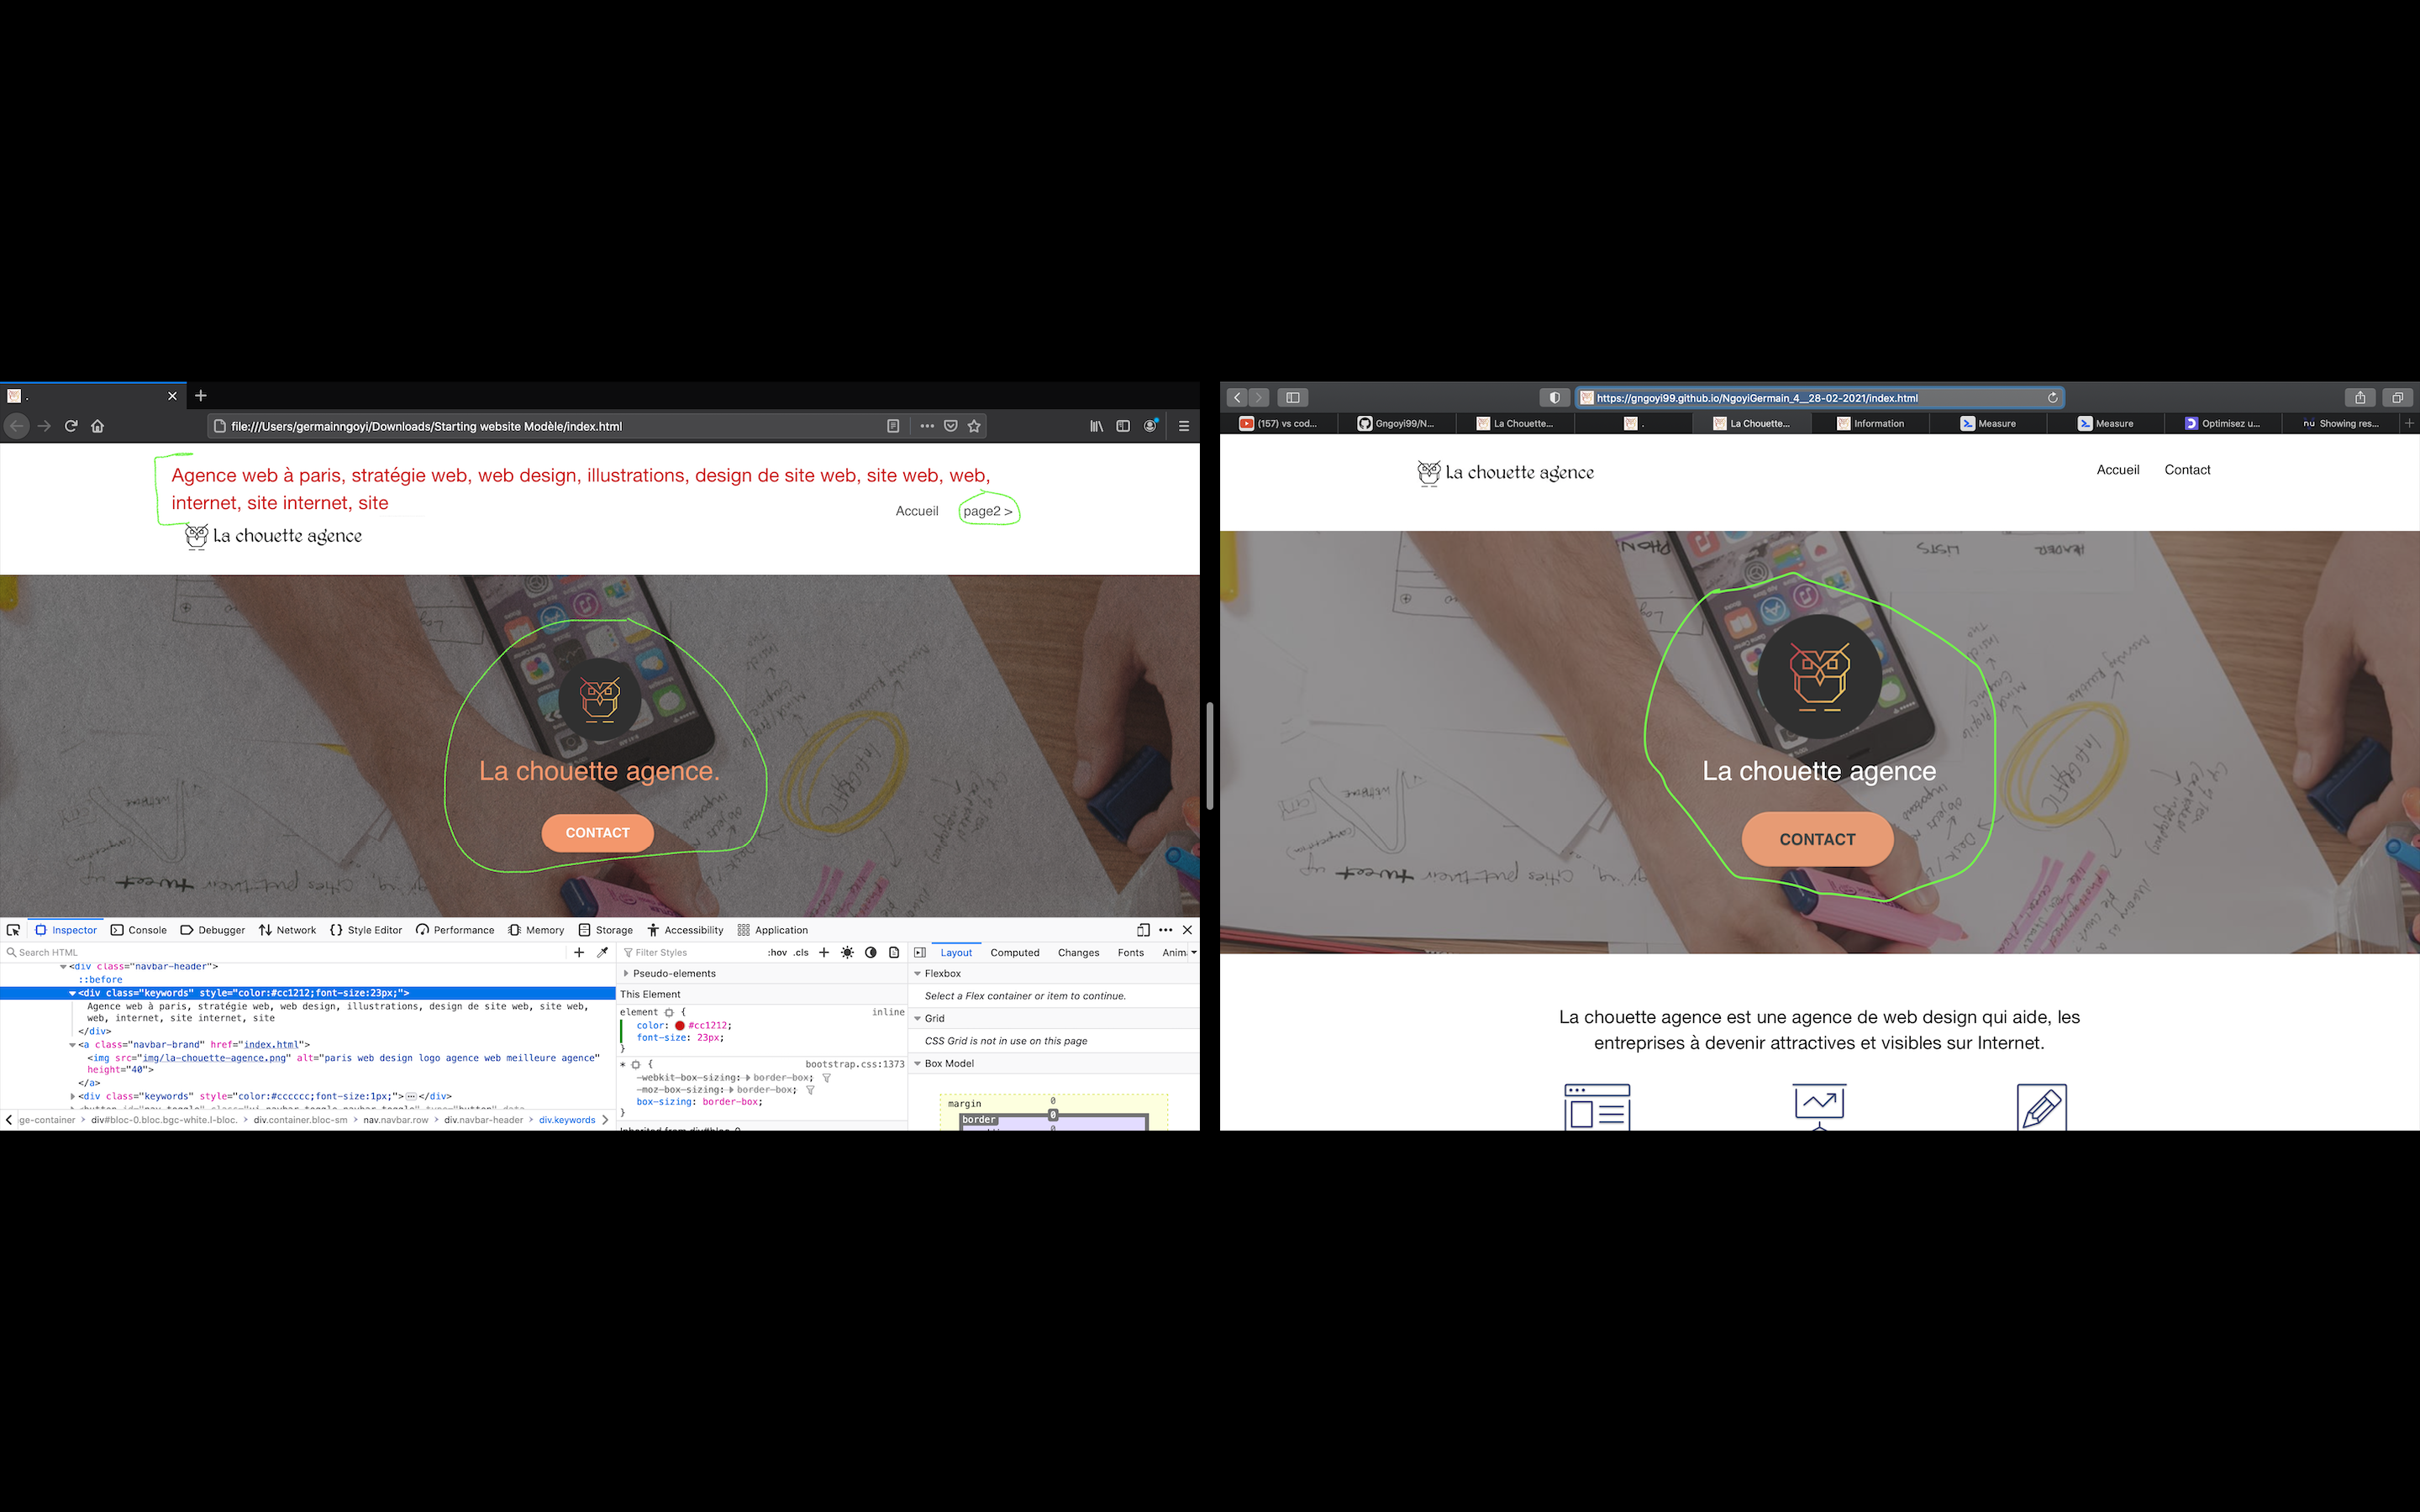 .
file:///Users/germainngoyi/Downloads/Starting website Modèle/index.html
Agence web à paris, stratégie web, web design, illustrations, design de site web, site web, web,
internet, site internet, site
Accueil
page2 >
La chouette agence
La chouette agence.
CONTACT
INFOGRAPHIC
tweet
Inspector
Console
Debugger
Network
Style Editor
Performance
Memory
Storage
Accessibility
Application
Search HTML
<div class="navbar-header">
::before
<div class="keywords" style="color:#cc1212;font-size:23px;">
Agence web à paris, stratégie web, web design, illustrations, design de site web, site web,
web, internet, site internet, site
</div>
<a class="navbar-brand" href="index.html">
<img src="img/la-chouette-agence.png" alt="paris web design logo agence web meilleure agence"
height="40">
</a>
<div class="keywords" style="color:#cccccc;font-size:1px;"> ··· </div>
ge-container > div#bloc-0.bloc.bgc-white.l-bloc. > div.container.bloc-sm > nav.navbar.row > div.navbar-header > div.keywords
Filter Styles
:hov .cls
Pseudo-elements
This Element
element { inline
color: #cc1212;
font-size: 23px;
}
* { bootstrap.css:1373
-webkit-box-sizing: border-box;
-moz-box-sizing: border-box;
box-sizing: border-box;
}
Layout
Computed
Changes
Fonts
Anim
Flexbox
Select a Flex container or item to continue.
Grid
CSS Grid is not in use on this page
Box Model
margin
0
border
0
https://gngoyi99.github.io/NgoyiGermain_4__28-02-2021/index.html
(157) vs cod...
Gngoyi99/N...
La Chouette...
.
La Chouette...
Information
Measure
Measure
Optimisez u...
nu Showing res...
La chouette agence
Accueil
Contact
LISTS
HEADER
La chouette agence
CONTACT
INFOGRAPHIC
tweet
La chouette agence est une agence de web design qui aide, les
entreprises à devenir attractives et visibles sur Internet.